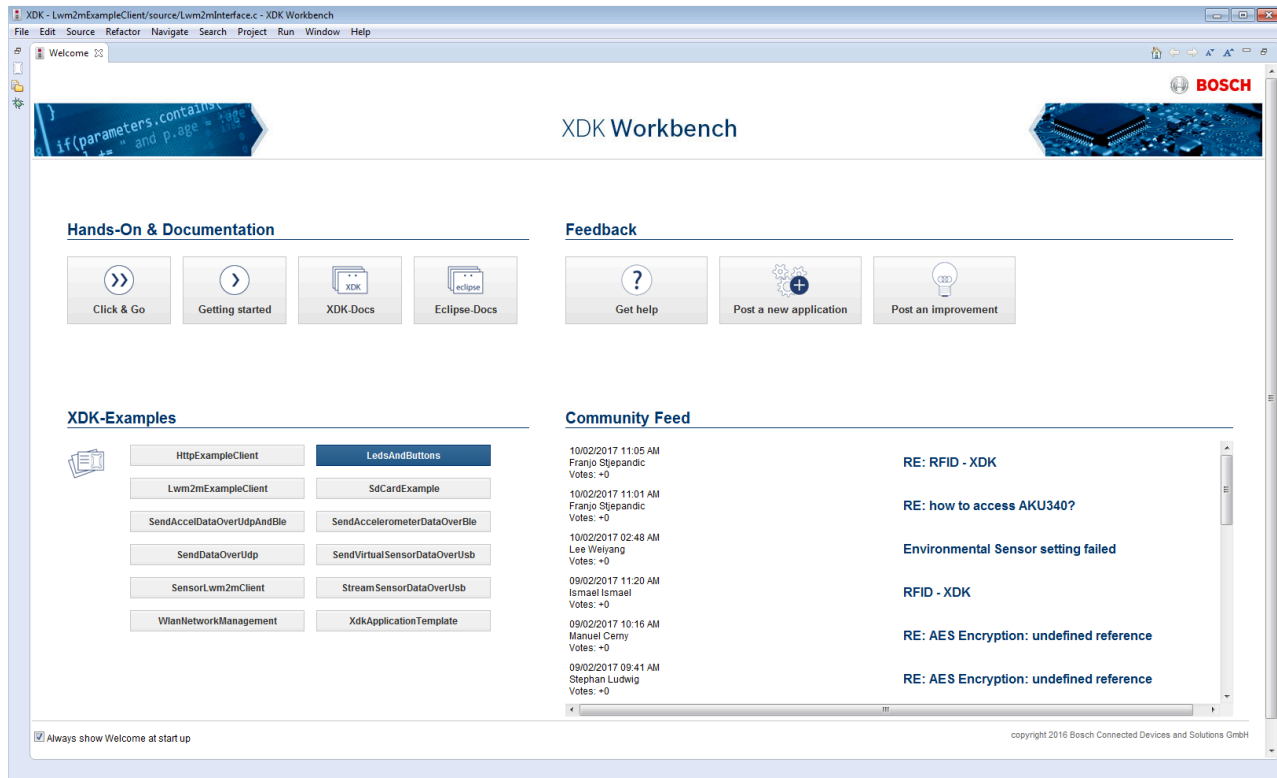 XDK - Lwm2mExampleClient/source/Lwm2mInterface.c - XDK Workbench
File Edit Source Refactor Navigate Search Project Run Window Help
Welcome
BOSCH
}
if(parameters.contains
+= " and p.age =
XDK Workbench
Hands-On & Documentation
Click & Go
Getting started
XDK
XDK-Docs
eclipse
Eclipse-Docs
Feedback
?
Get help
Post a new application
Post an improvement
XDK-Examples
HttpExampleClient
LedsAndButtons
Lwm2mExampleClient
SdCardExample
SendAccelDataOverUdpAndBle
SendAccelerometerDataOverBle
SendDataOverUdp
SendVirtualSensorDataOverUsb
SensorLwm2mClient
StreamSensorDataOverUsb
WlanNetworkManagement
XdkApplicationTemplate
Community Feed
10/02/2017 11:05 AM
Franjo Stjepandic
Votes: +0
RE: RFID - XDK
10/02/2017 11:01 AM
Franjo Stjepandic
Votes: +0
RE: how to access AKU340?
10/02/2017 02:48 AM
Lee Weiyang
Votes: +0
Environmental Sensor setting failed
09/02/2017 11:20 AM
Ismael Ismael
Votes: +0
RFID - XDK
09/02/2017 10:16 AM
Manuel Cerny
Votes: +0
RE: AES Encryption: undefined reference
09/02/2017 09:41 AM
Stephan Ludwig
Votes: +0
RE: AES Encryption: undefined reference
Always show Welcome at start up
copyright 2016 Bosch Connected Devices and Solutions GmbH